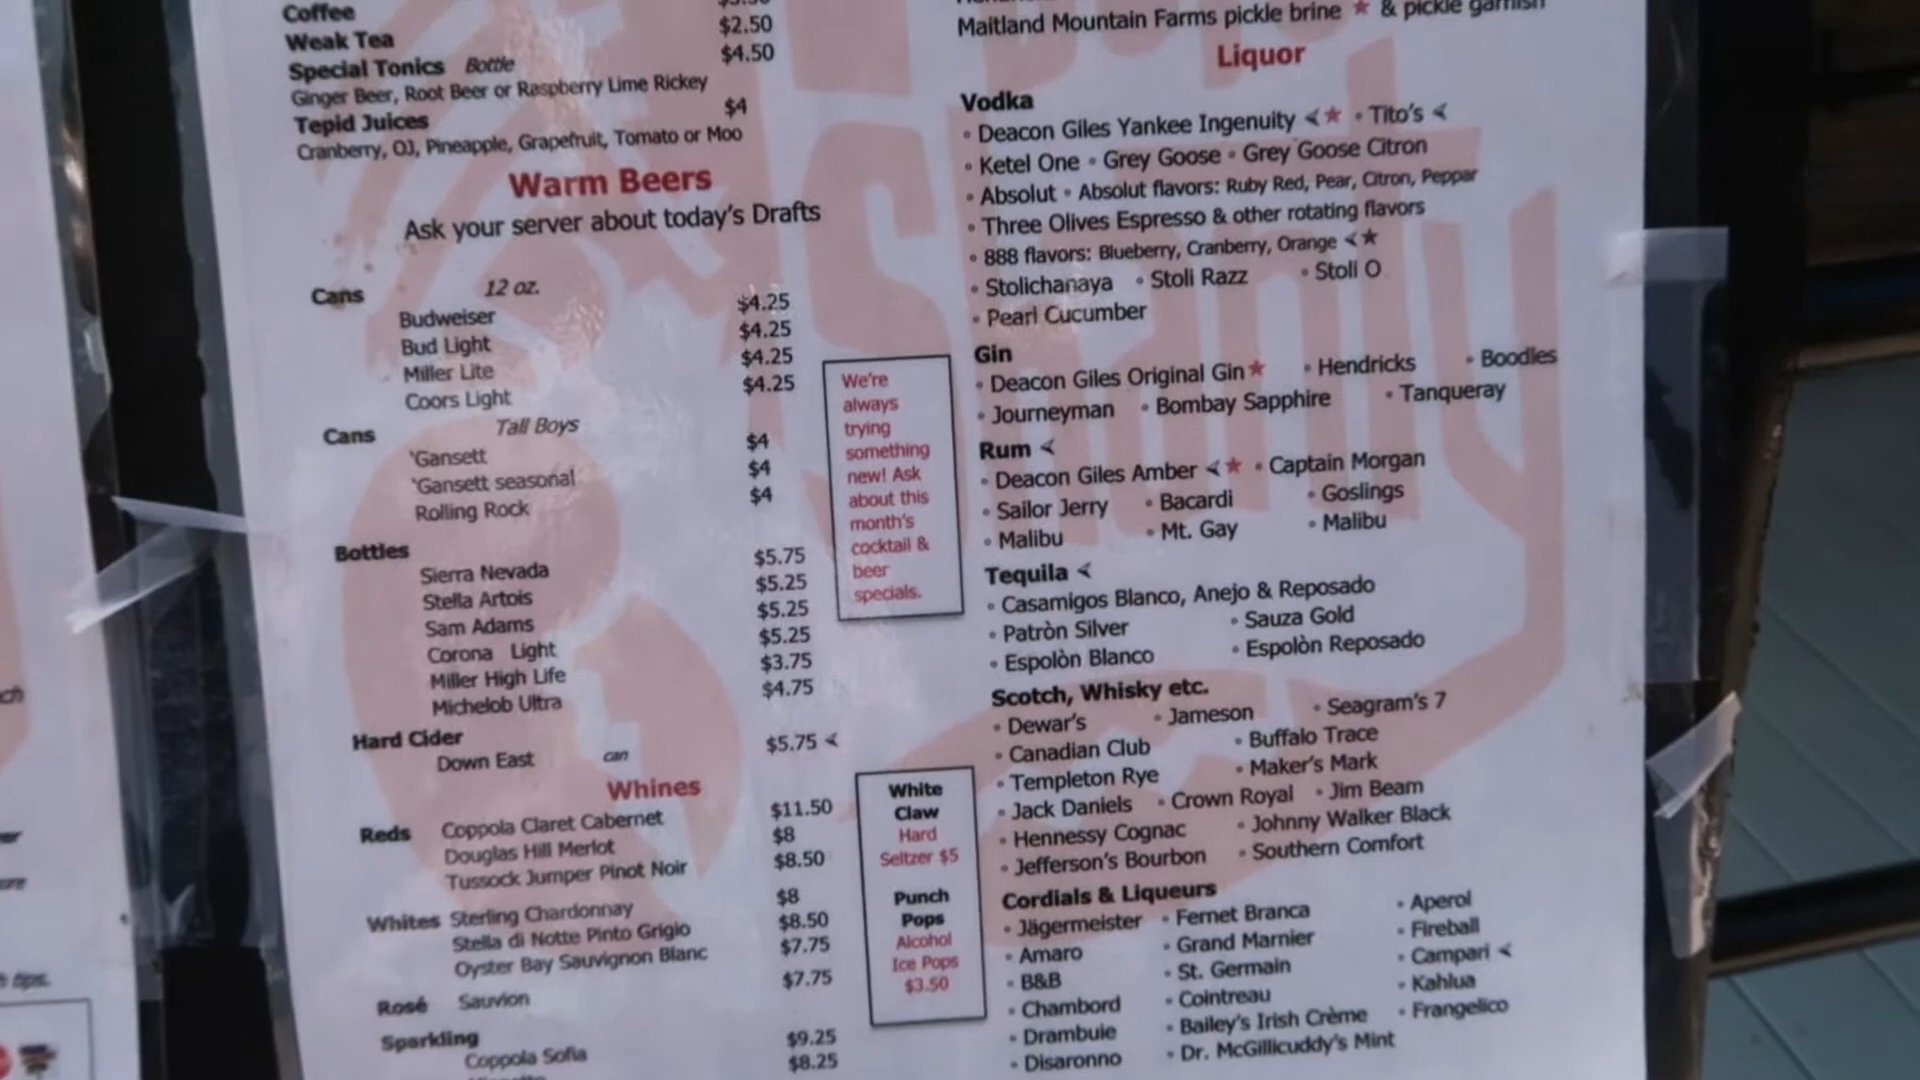 Coffee
Weak Tea $2.50
Special Tonics Bottle $4.50
Ginger Beer, Root Beer or Raspberry Lime Rickey
Tepid Juices $4
Cranberry, OJ, Pineapple, Grapefruit, Tomato or Moo
Warm Beers
Ask your server about today's Drafts
Cans 12 oz.
Budweiser $4.25
Bud Light $4.25
Miller Lite $4.25
Coors Light $4.25
Cans Tall Boys
'Gansett $4
'Gansett seasonal $4
Rolling Rock $4
Bottles
Sierra Nevada $5.75
Stella Artois $5.25
Sam Adams $5.25
Corona Light $5.25
Miller High Life $3.75
Michelob Ultra $4.75
Hard Cider
Down East can $5.75
Whines
Reds Coppola Claret Cabernet $11.50
Douglas Hill Merlot $8
Tussock Jumper Pinot Noir $8.50
Whites Sterling Chardonnay $8
Stella di Notte Pinto Grigio $8.50
Oyster Bay Sauvignon Blanc $7.75
Rosé Sauvion $7.75
Sparkling
Coppola Sofia $9.25
$8.25
We're
always
trying
something
new! Ask
about this
month's
cocktail &
beer
specials.
White
Claw
Hard
Seltzer $5
Punch
Pops
Alcohol
Ice Pops
$3.50
Maitland Mountain Farms pickle brine ★ & pickle garnish
Liquor
Vodka
• Deacon Giles Yankee Ingenuity ★ • Tito's
• Ketel One • Grey Goose • Grey Goose Citron
• Absolut • Absolut flavors: Ruby Red, Pear, Citron, Peppar
• Three Olives Espresso & other rotating flavors
• 888 flavors: Blueberry, Cranberry, Orange ★
• Stolichanaya • Stoli Razz • Stoli O
• Pearl Cucumber
Gin
• Deacon Giles Original Gin ★ • Hendricks • Boodles
• Journeyman • Bombay Sapphire • Tanqueray
Rum
• Deacon Giles Amber ★ • Captain Morgan
• Sailor Jerry • Bacardi • Goslings
• Malibu • Mt. Gay • Malibu
Tequila
• Casamigos Blanco, Anejo & Reposado
• Patròn Silver • Sauza Gold
• Espolòn Blanco • Espolòn Reposado
Scotch, Whisky etc.
• Dewar's • Jameson • Seagram's 7
• Canadian Club • Buffalo Trace
• Templeton Rye • Maker's Mark
• Jack Daniels • Crown Royal • Jim Beam
• Hennessy Cognac • Johnny Walker Black
• Jefferson's Bourbon • Southern Comfort
Cordials & Liqueurs
• Jägermeister • Fernet Branca • Aperol
• Amaro • Grand Marnier • Fireball
• B&B • St. Germain • Campari
• Chambord • Cointreau • Kahlua
• Drambuie • Bailey's Irish Crème • Frangelico
• Disaronno • Dr. McGillicuddy's Mint
tips.